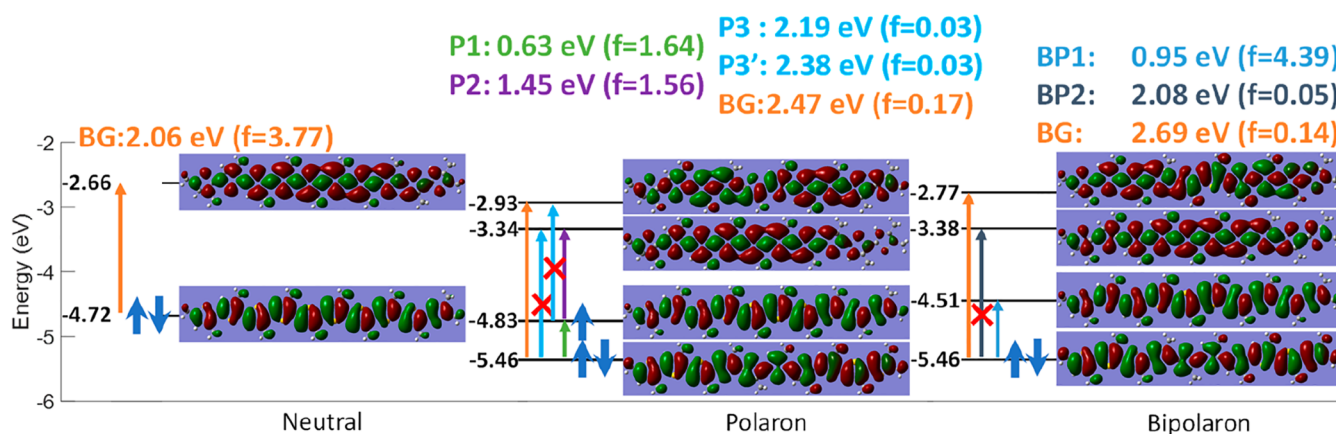 P1: 0.63 eV (f=1.64)
P2: 1.45 eV (f=1.56)
P3 : 2.19 eV (f=0.03)
P3': 2.38 eV (f=0.03)
BG:2.47 eV (f=0.17)
BP1: 0.95 eV (f=4.39)
BP2: 2.08 eV (f=0.05)
BG: 2.69 eV (f=0.14)
BG:2.06 eV (f=3.77)
Energy (eV)
-2
-3
-4
-5
-6
-2.66
-4.72
-2.93
-3.34
-4.83
-5.46
-2.77
-3.38
-4.51
-5.46
Neutral
Polaron
Bipolaron